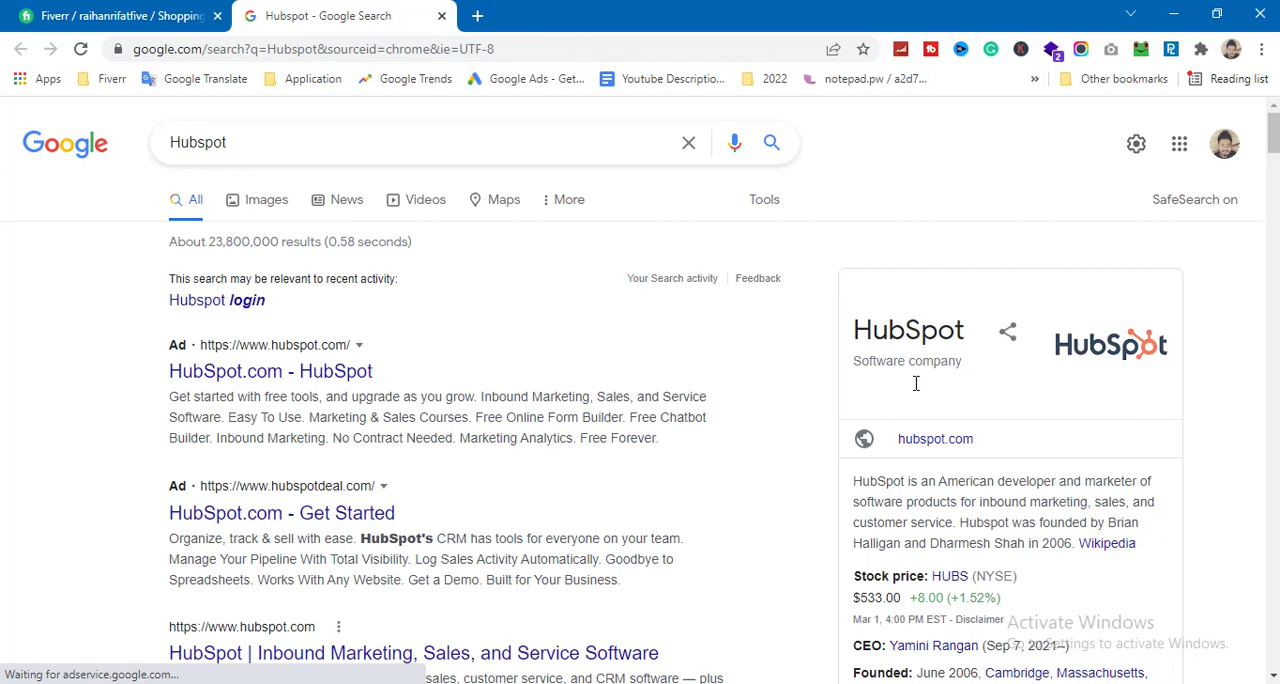 Fiverr / raihanrifatfive / Shopping
Hubspot - Google Search
google.com/search?q=Hubspot&sourceid=chrome&ie=UTF-8
2
Apps
Fiverr
Google Translate
Application
Google Trends
Google Ads - Get...
Youtube Descriptio...
2022
notepad.pw / a2d7...
»
Other bookmarks
Reading list
Google
Hubspot
All
Images
News
Videos
Maps
More
Tools
SafeSearch on
About 23,800,000 results (0.58 seconds)
This search may be relevant to recent activity:
Your Search activity
Feedback
Hubspot login
Ad · https://www.hubspot.com/
HubSpot.com - HubSpot
Get started with free tools, and upgrade as you grow. Inbound Marketing, Sales, and Service
Software. Easy To Use. Marketing & Sales Courses. Free Online Form Builder. Free Chatbot
Builder. Inbound Marketing. No Contract Needed. Marketing Analytics. Free Forever.
Ad · https://www.hubspotdeal.com/
HubSpot.com - Get Started
Organize, track & sell with ease. HubSpot's CRM has tools for everyone on your team.
Manage Your Pipeline With Total Visibility. Log Sales Activity Automatically. Goodbye to
Spreadsheets. Works With Any Website. Get a Demo. Built for Your Business.
https://www.hubspot.com
HubSpot | Inbound Marketing, Sales, and Service Software
sales, customer service, and CRM software — plus
Waiting for adservice.google.com...
HubSpot
Software company
HubSpot
hubspot.com
HubSpot is an American developer and marketer of
software products for inbound marketing, sales, and
customer service. Hubspot was founded by Brian
Halligan and Dharmesh Shah in 2006. Wikipedia
Stock price: HUBS (NYSE)
$533.00 +8.00 (+1.52%)
Mar 1, 4:00 PM EST - Disclaimer
CEO: Yamini Rangan (Sep 7, 2021–)
Founded: June 2006, Cambridge, Massachusetts,
Activate Windows
Go to Settings to activate Windows.